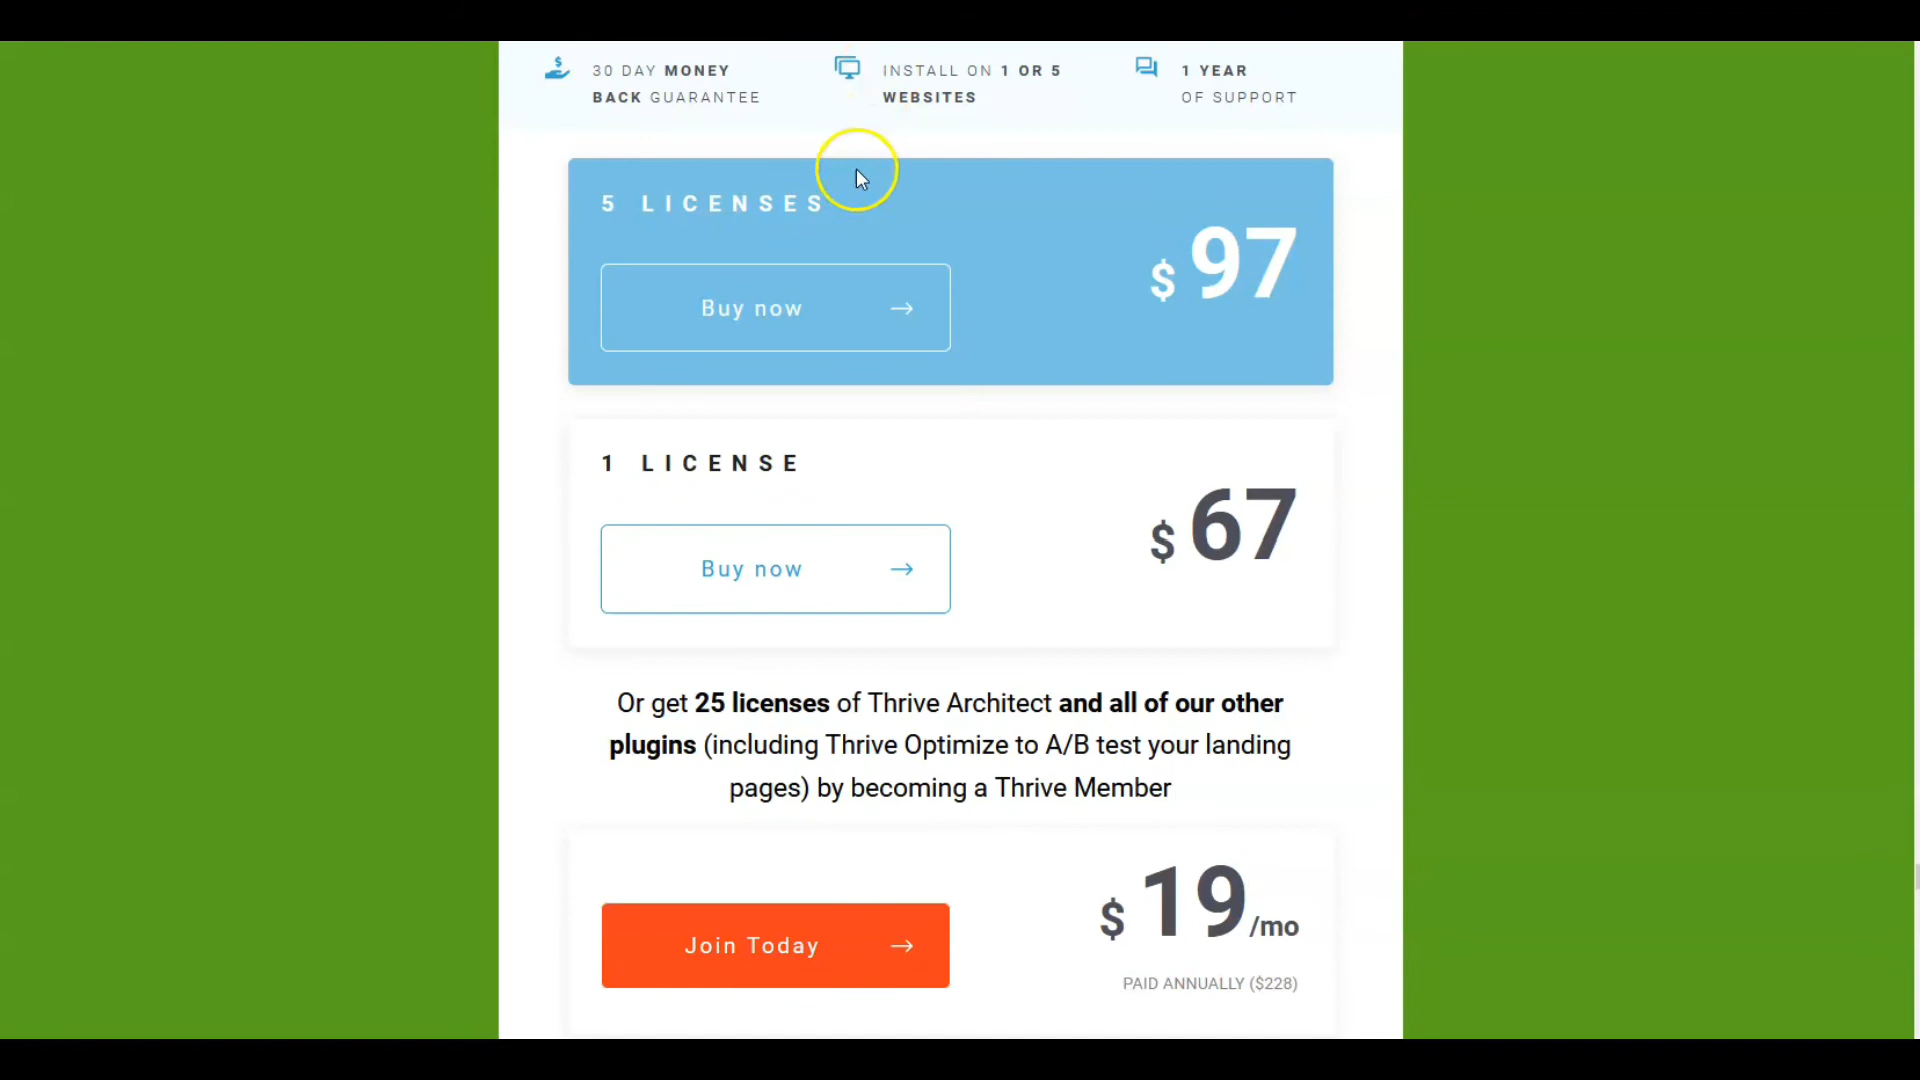 30 DAY MONEY
BACK GUARANTEE
INSTALL ON 1 OR 5
WEBSITES
1 YEAR
OF SUPPORT
5 LICENSES
$ 97
Buy now
1 LICENSE
$ 67
Buy now
Or get 25 licenses of Thrive Architect and all of our other
plugins (including Thrive Optimize to A/B test your landing
pages) by becoming a Thrive Member
$ 19/mo
Join Today
PAID ANNUALLY ($228)